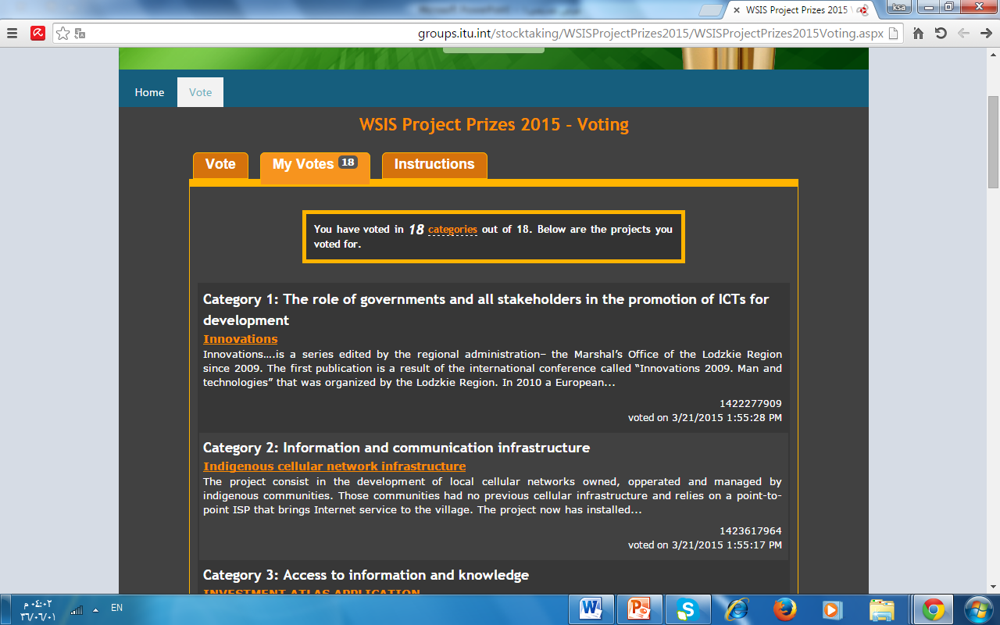 WSIS Project Prizes 2015
ksa
groups.itu.int/stocktaking/WSISProjectPrizes2015/WSISProjectPrizes2015Voting.aspx
Home
Vote
WSIS Project Prizes 2015 - Voting
Vote
My Votes 18
Instructions
You have voted in 18 categories out of 18. Below are the projects you
voted for.
Category 1: The role of governments and all stakeholders in the promotion of ICTs for
development
Innovations
Innovations….is a series edited by the regional administration– the Marshal’s Office of the Lodzkie Region
since 2009. The first publication is a result of the international conference called “Innovations 2009. Man and
technologies” that was organized by the Lodzkie Region. In 2010 a European...
1422277909
voted on 3/21/2015 1:55:28 PM
Category 2: Information and communication infrastructure
Indigenous cellular network infrastructure
The project consist in the development of local cellular networks owned, opperated and managed by
indigenous communities. Those communities had no previous cellular infrastructure and relies on a point-to-
point ISP that brings Internet service to the village. The project now has installed...
1423617964
voted on 3/21/2015 1:55:17 PM
Category 3: Access to information and knowledge
INVESTMENT ATLAS APPLICATION
٠٤:٠٢ م
٣٦/٠٦/٠١
EN